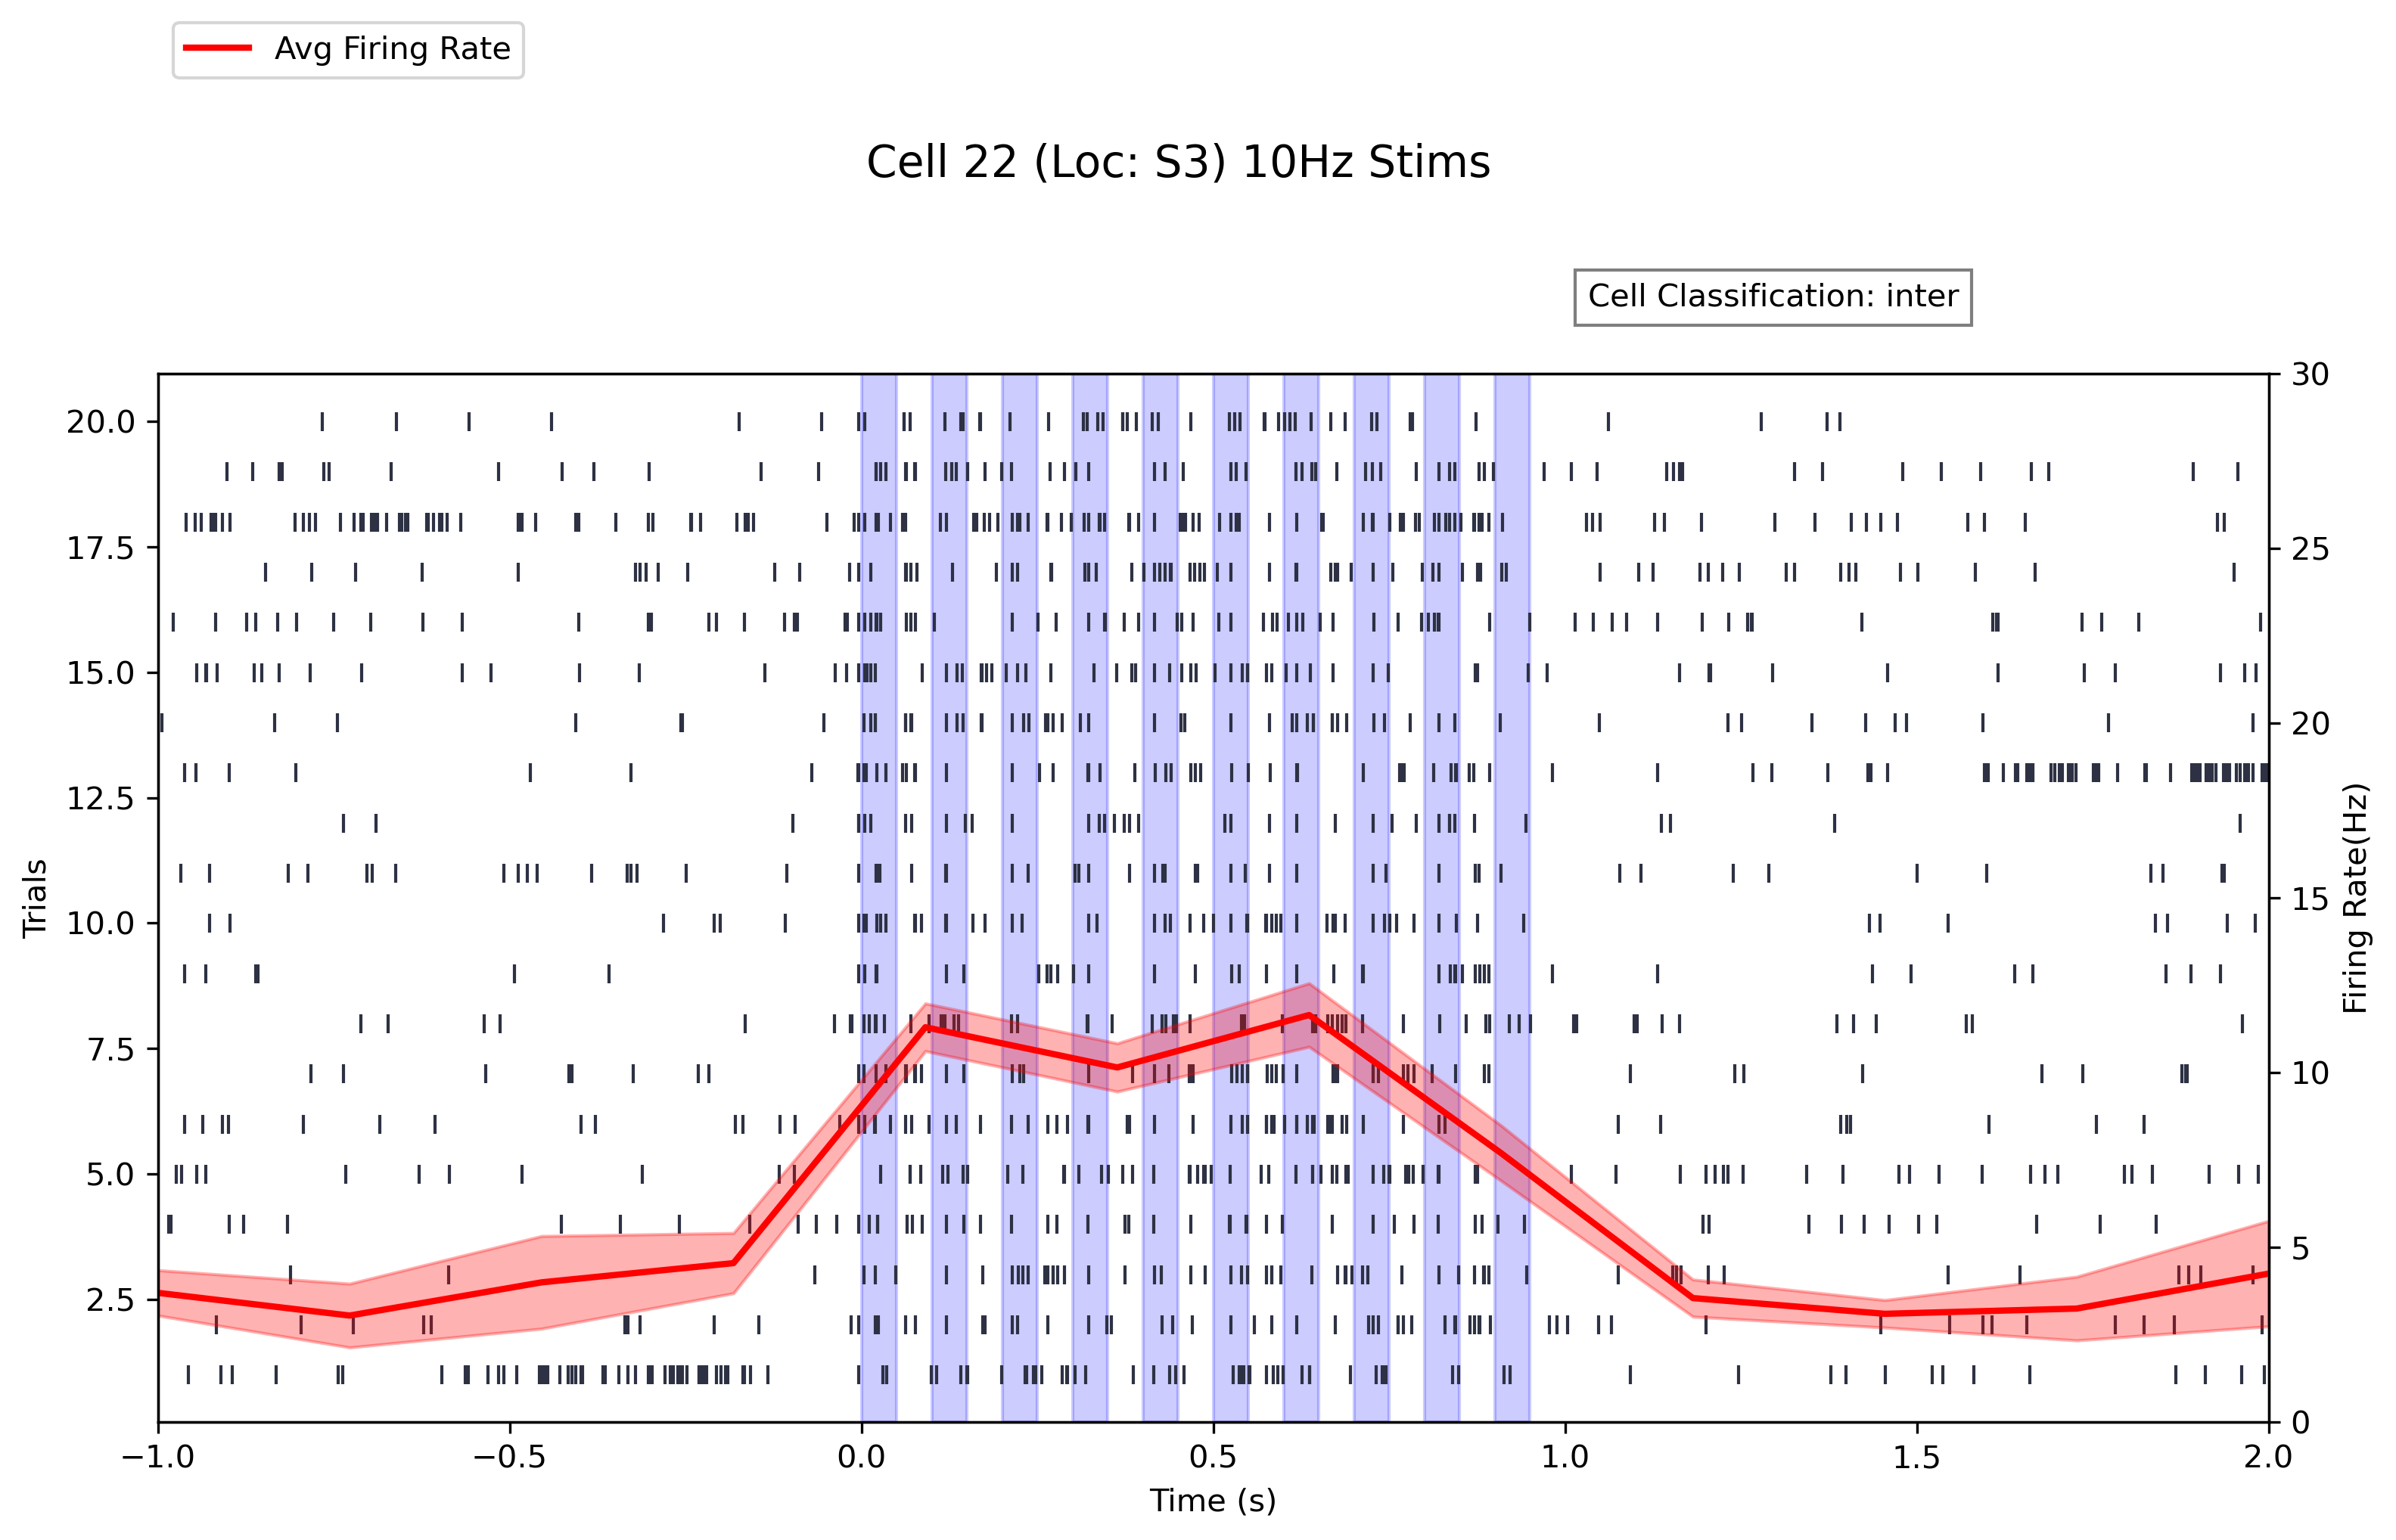 Avg Firing Rate
Cell 22 (Loc: S3) 10Hz Stims
Cell Classification: inter
Trials
20.0
17.5
15.0
12.5
10.0
7.5
5.0
2.5
30
25
20
15
10
5
0
Firing Rate(Hz)
−1.0 −0.5 0.0 0.5 1.0 1.5 2.0
Time (s)